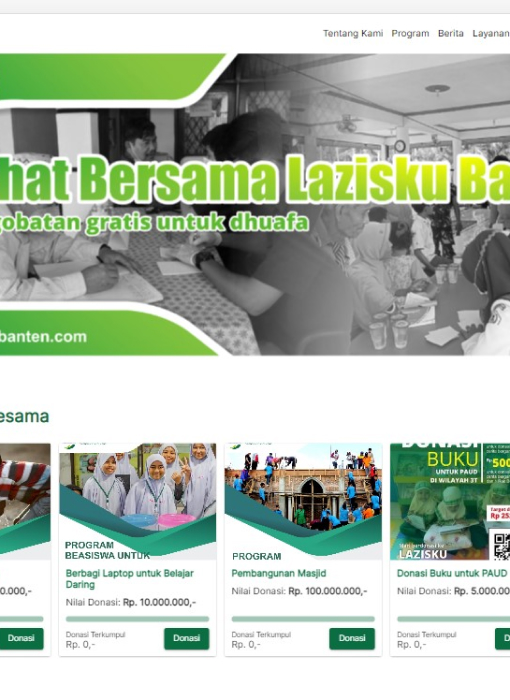 Tentang Kami Program Berita Layanan
hat Bersama Lazisku Ba
gobatan gratis untuk dhuafa
banten.com
esama
PROGRAM
BEASISWA UNTUK
PROGRAM
DONASI
BUKU
UNTUK PAUD
DI WILAYAH 3T
LAZISKU
Berbagi Laptop untuk Belajar
Daring
Pembangunan Masjid
Donasi Buku untuk PAUD
0.000,-
Nilai Donasi: Rp. 10.000.000,-
Nilai Donasi: Rp. 100.000.000,-
Nilai Donasi: Rp. 5.000.00
Donasi
Donasi Terkumpul
Rp. 0,-
Donasi
Donasi Terkumpul
Rp. 0,-
Donasi
Donasi Terkumpul
Rp. 0,-
D